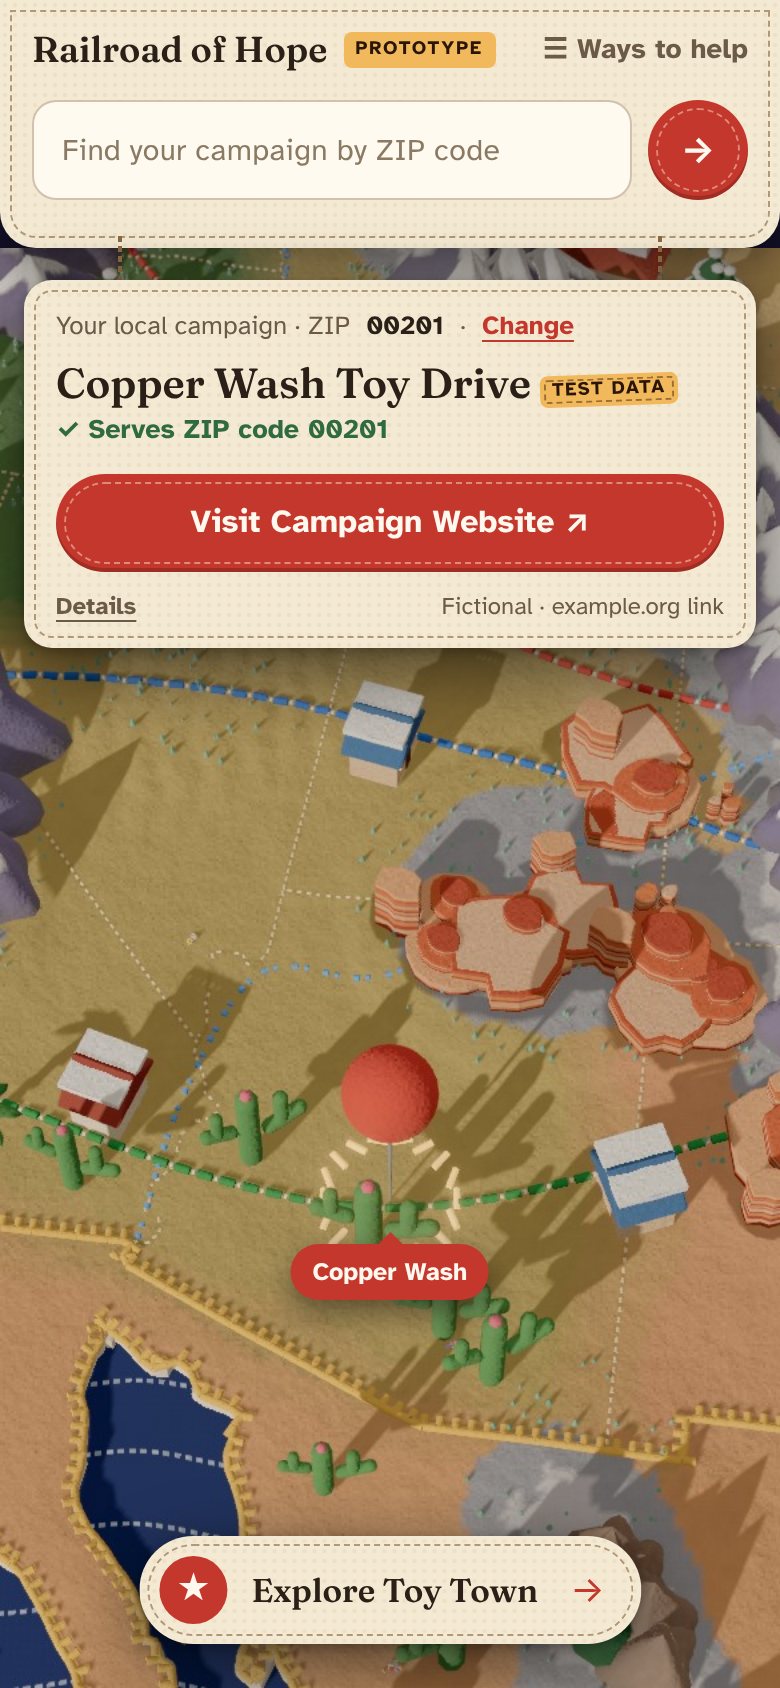 Railroad of Hope PROTOTYPE ☰ Ways to help
Find your campaign by ZIP code →
Your local campaign · ZIP 00201 · Change
Copper Wash Toy Drive TEST DATA
✓ Serves ZIP code 00201
Visit Campaign Website ↗
Details Fictional · example.org link
Copper Wash
★ Explore Toy Town →